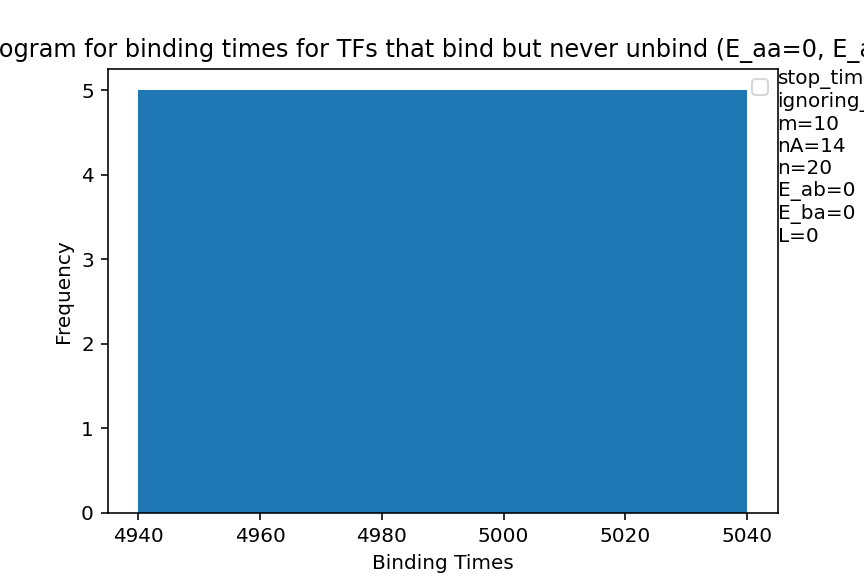 ogram for binding times for TFs that bind but never unbind (E_aa=0, E_a
stop_tim
ignoring_
m=10
nA=14
n=20
E_ab=0
E_ba=0
L=0
5
4
3
2
1
0
Frequency
4940 4960 4980 5000 5020 5040
Binding Times